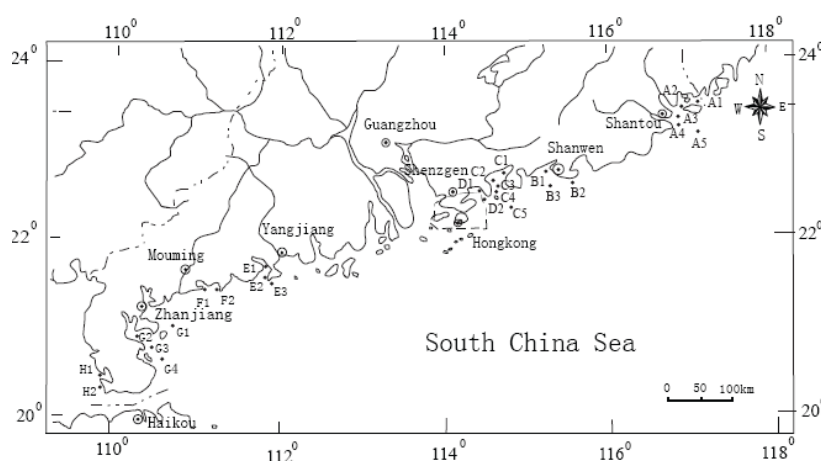 110⁰ 112⁰ 114⁰ 116⁰ 118⁰
24⁰ 24⁰
N
W E
S
A2 A1
Shantou A3
A4
A5
Guangzhou
Shanwen
Shenzgen C1
C2
D1 C3 B1 B2
C4 B3
D2 C5
22⁰ 22⁰
Hongkong
Yangjiang
Mouming
E1
E2 E3
F1 F2
Zhanjiang
G1
G2
G3
G4
H1
H2
South China Sea
0 50 100km
20⁰ 20⁰
Haikou
110⁰ 112⁰ 114⁰ 116⁰ 118⁰